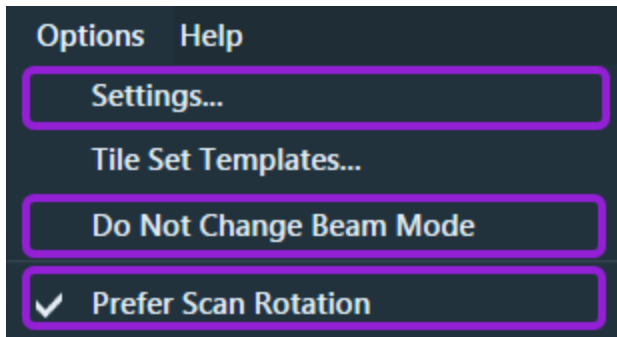 Options Help
Settings...
Tile Set Templates...
Do Not Change Beam Mode
Prefer Scan Rotation